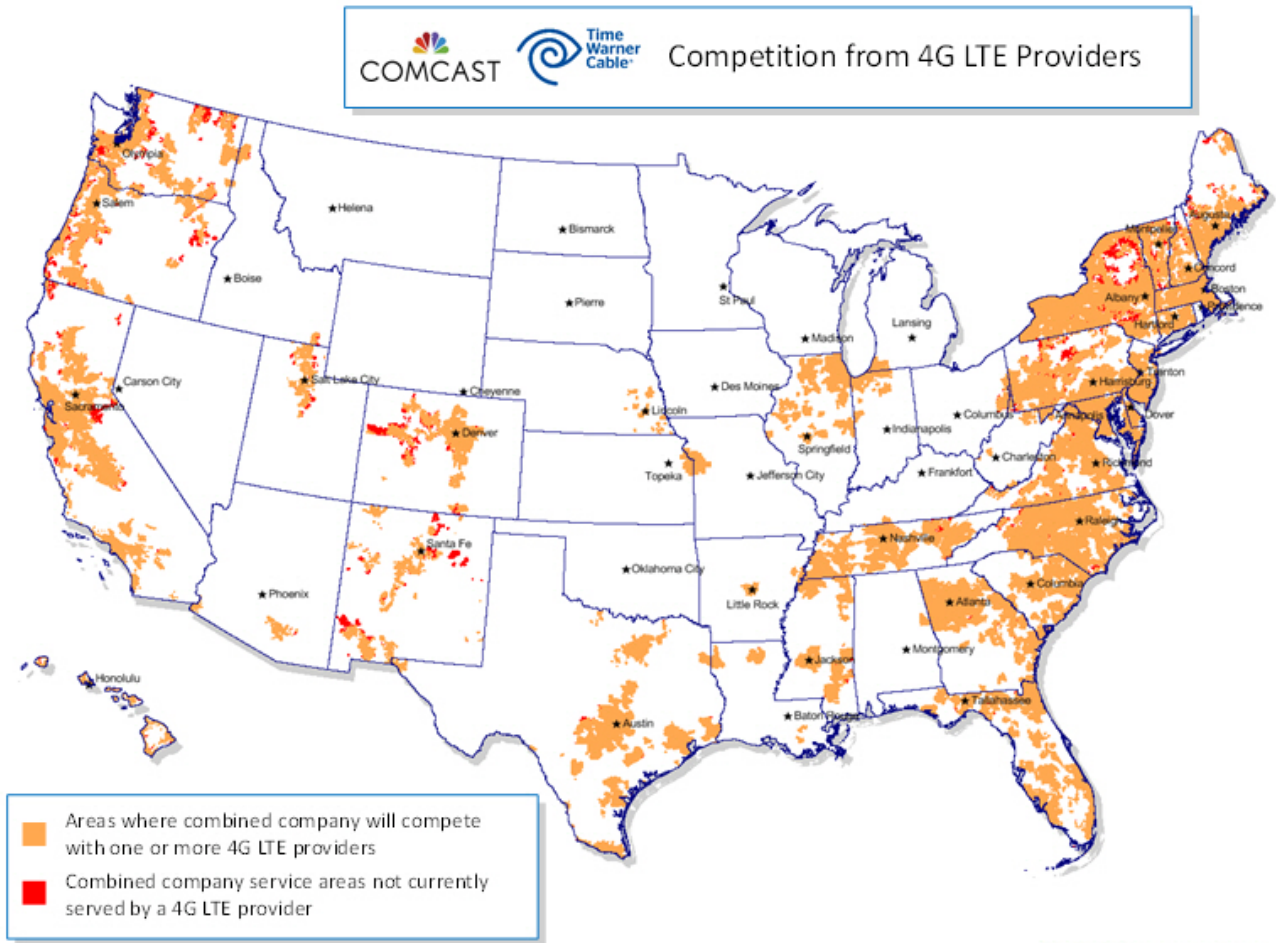 COMCAST
Time
Warner
Cable
Competition from 4G LTE Providers
Olympia
Salem
Helena
Bismarck
Boise
Pierre
St Paul
Madison
Lansing
Augusta
Montpelier
Concord
Albany
Boston
Providence
Hartford
Carson City
Sacramento
Salt Lake City
Cheyenne
Denver
Lincoln
Des Moines
Springfield
Indianapolis
Columbus
Harrisburg
Trenton
Annapolis
Dover
Topeka
Jefferson City
Frankfort
Charleston
Richmond
Raleigh
Nashville
Santa Fe
Oklahoma City
Little Rock
Phoenix
Columbia
Atlanta
Montgomery
Jackson
Tallahassee
Baton Rouge
Austin
Honolulu
Areas where combined company will compete
with one or more 4G LTE providers
Combined company service areas not currently
served by a 4G LTE provider